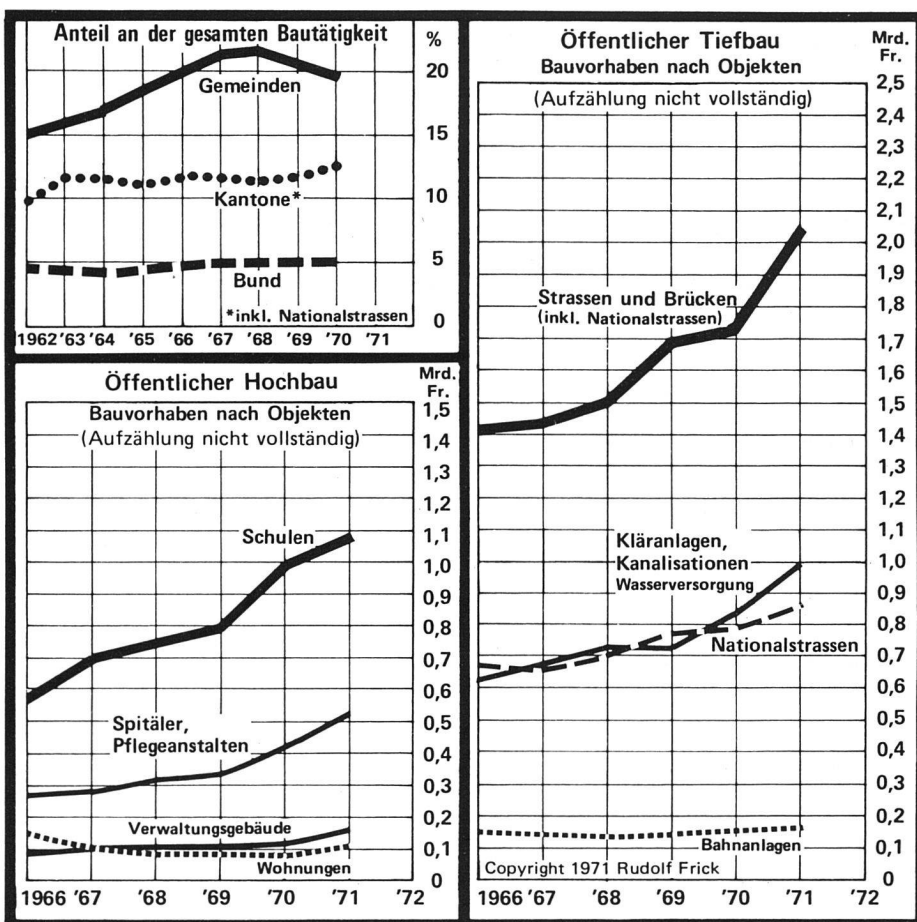 Anteil an der gesamten Bautätigkeit
%
20
Gemeinden
15
10
Kantone*
5
Bund
*inkl. Nationalstrassen
0
1962 '63 '64 '65 '66 '67 '68 '69 '70 '71
Öffentlicher Hochbau
Mrd.
Fr.
Bauvorhaben nach Objekten
(Aufzählung nicht vollständig)
1,5
1,4
1,3
1,2
Schulen
1,1
1,0
0,9
0,8
0,7
0,6
Spitäler,
Pflegeanstalten
0,5
0,4
0,3
0,2
Verwaltungsgebäude
0,1
Wohnungen
0
1966 '67 '68 '69 '70 '71 '72
Öffentlicher Tiefbau
Mrd.
Fr.
Bauvorhaben nach Objekten
(Aufzählung nicht vollständig)
2,5
2,4
2,3
2,2
2,1
2,0
1,9
Strassen und Brücken
(inkl. Nationalstrassen)
1,8
1,7
1,6
1,5
1,4
1,3
1,2
1,1
Kläranlagen,
Kanalisationen
Wasserversorgung
1,0
0,9
0,8
Nationalstrassen
0,7
0,6
0,5
0,4
0,3
0,2
0,1
Bahnanlagen
Copyright 1971 Rudolf Frick
0
1966 '67 '68 '69 '70 '71 '72